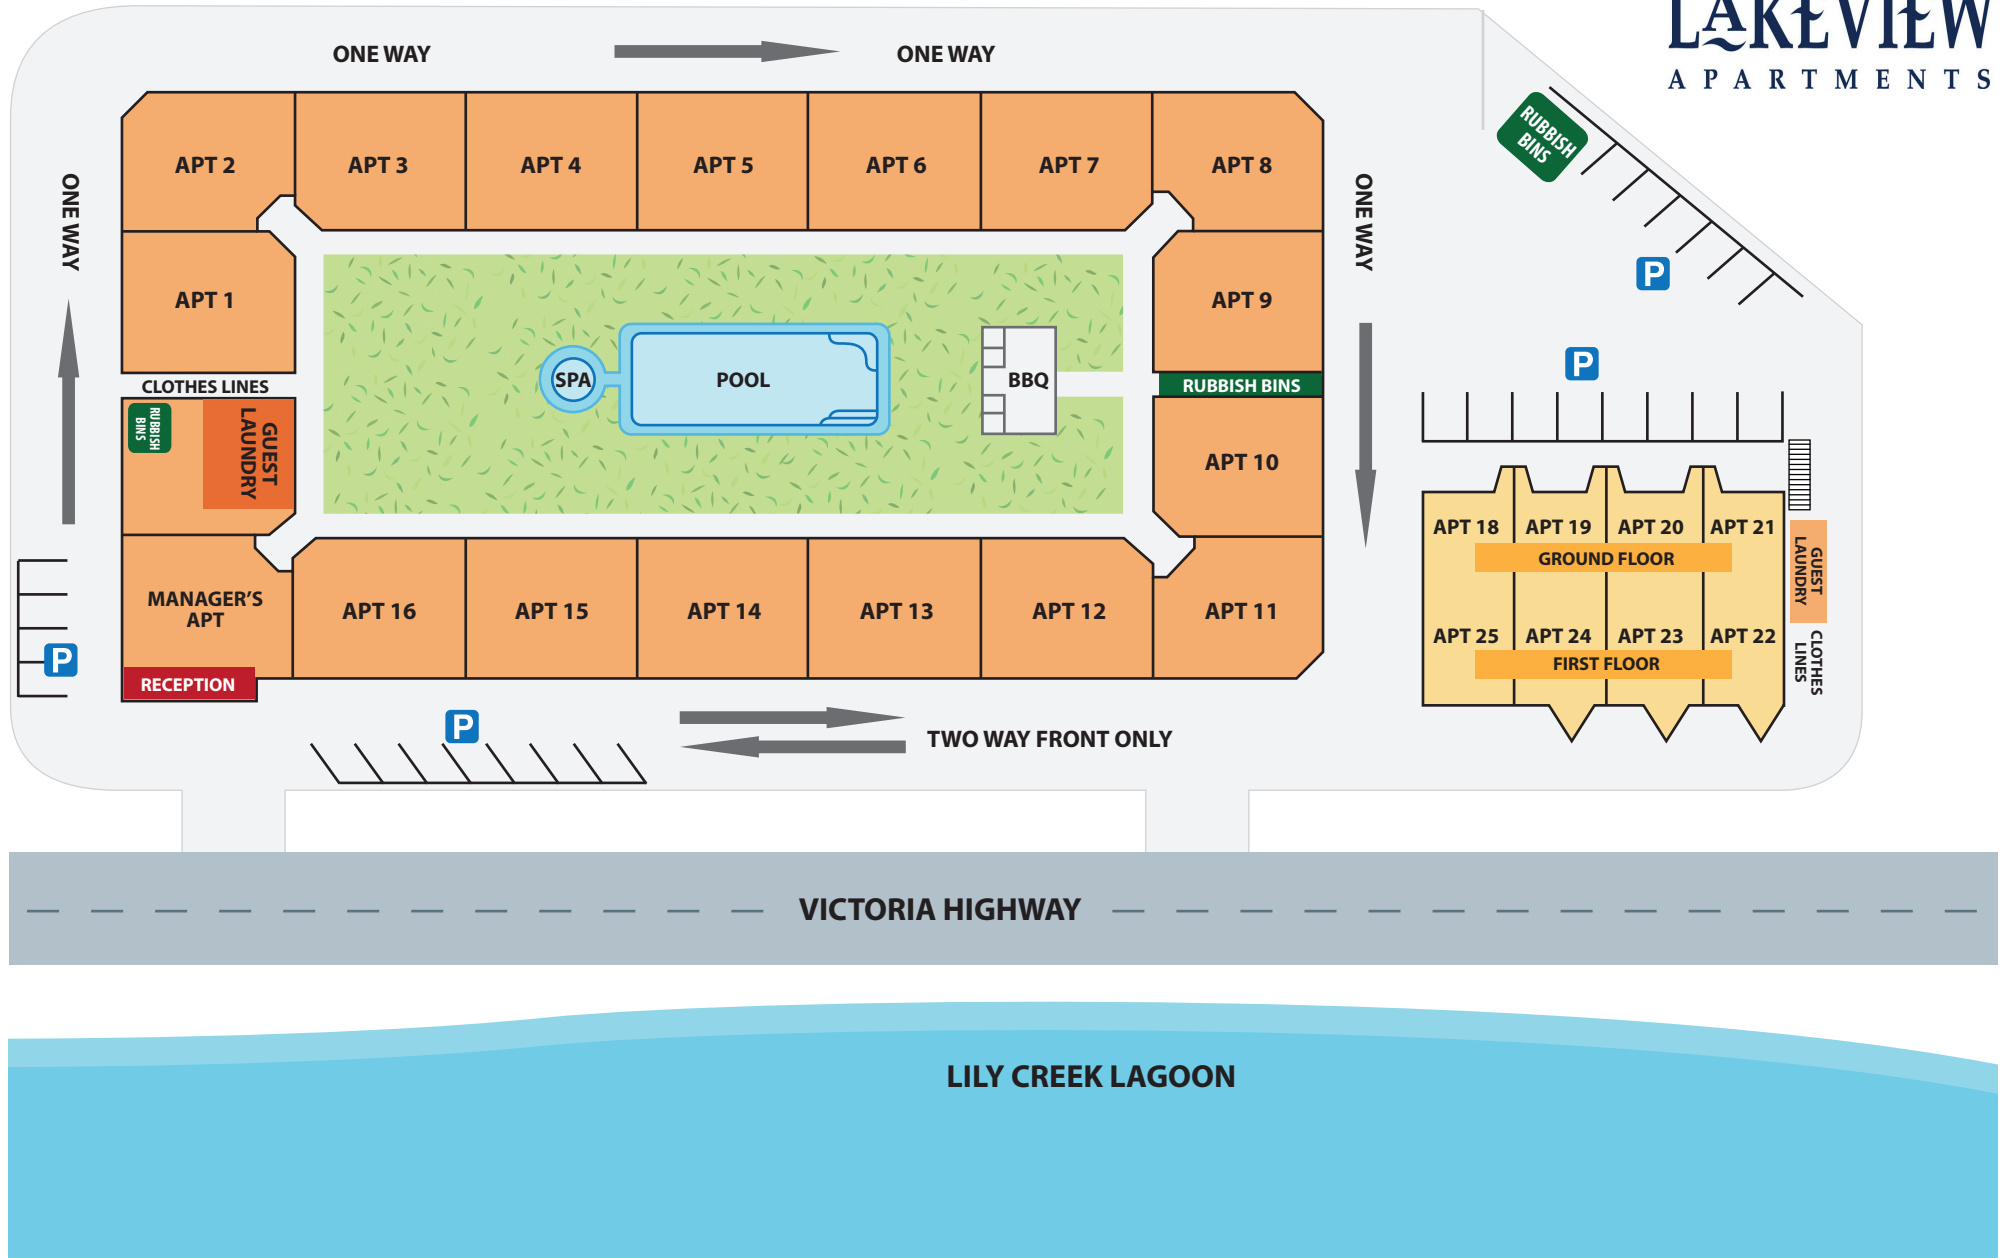 LAKEVIEW
APARTMENTS
ONE WAY
ONE WAY
RUBBISH
BINS
APT 2
APT 3
APT 4
APT 5
APT 6
APT 7
APT 8
ONE WAY
ONE WAY
P
APT 1
APT 9
SPA
POOL
BBQ
CLOTHES LINES
RUBBISH BINS
P
RUBBISH
BINS
GUEST
LAUNDRY
APT 10
APT 18
APT 19
APT 20
APT 21
GROUND FLOOR
GUEST
LAUNDRY
MANAGER'S
APT
APT 16
APT 15
APT 14
APT 13
APT 12
APT 11
APT 25
APT 24
APT 23
APT 22
FIRST FLOOR
CLOTHES
LINES
P
RECEPTION
P
TWO WAY FRONT ONLY
VICTORIA HIGHWAY
LILY CREEK LAGOON